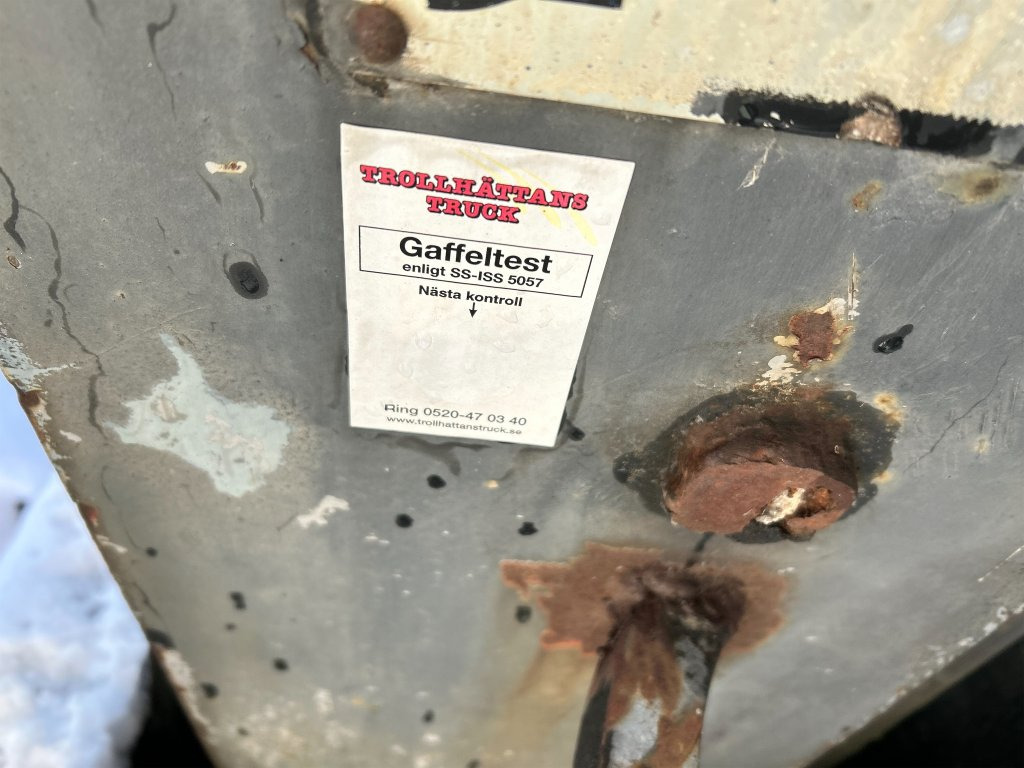 TROLLHÄTTANS
TRUCK
Gaffeltest
enligt SS-ISS 5057
Nästa kontroll
Ring 0520-47 03 40
www.trollhattanstruck.se